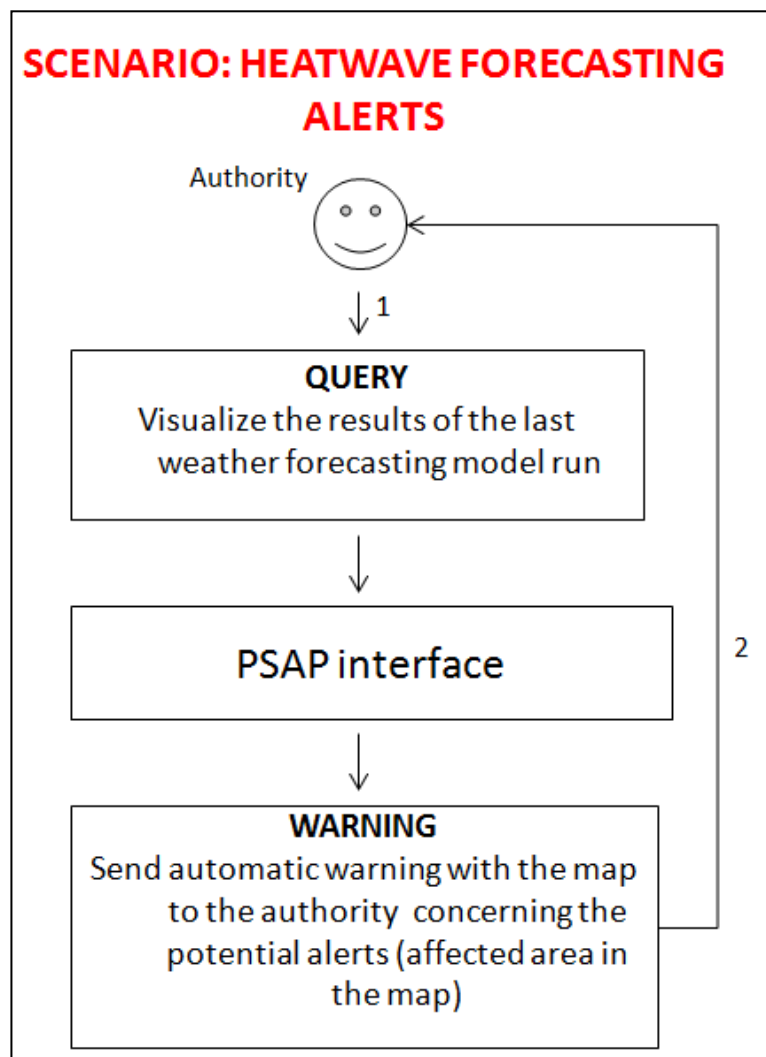 SCENARIO: HEATWAVE FORECASTING
ALERTS
Authority
1
QUERY
Visualize the results of the last
weather forecasting model run
PSAP interface
2
WARNING
Send automatic warning with the map
to the authority concerning the
potential alerts (affected area in
the map)